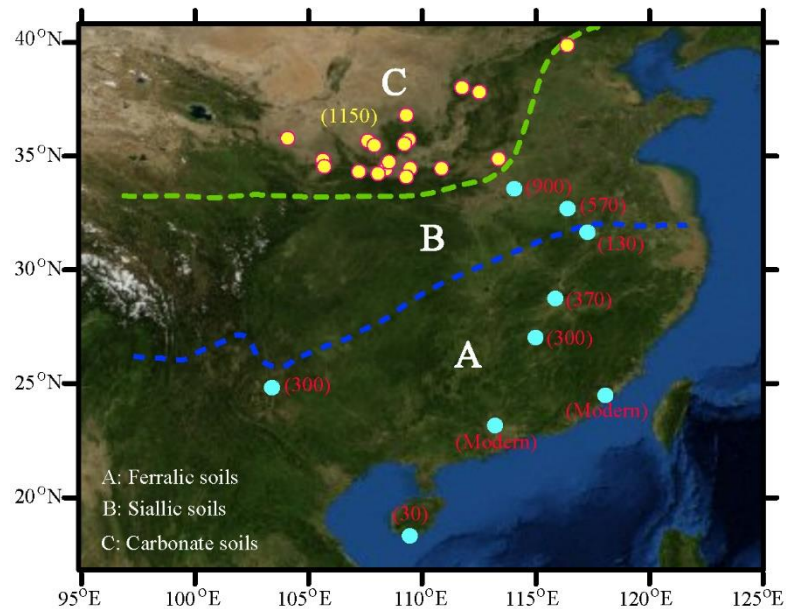 40°N
C
(1150)
35°N
(900)
(570)
B
(130)
30°N
(370)
(300)
A
(300)
25°N
(Modern)
(Modern)
A: Ferralic soils
20°N
B: Siallic soils
(30)
C: Carbonate soils
95°E 100°E 105°E 110°E 115°E 120°E 125°E